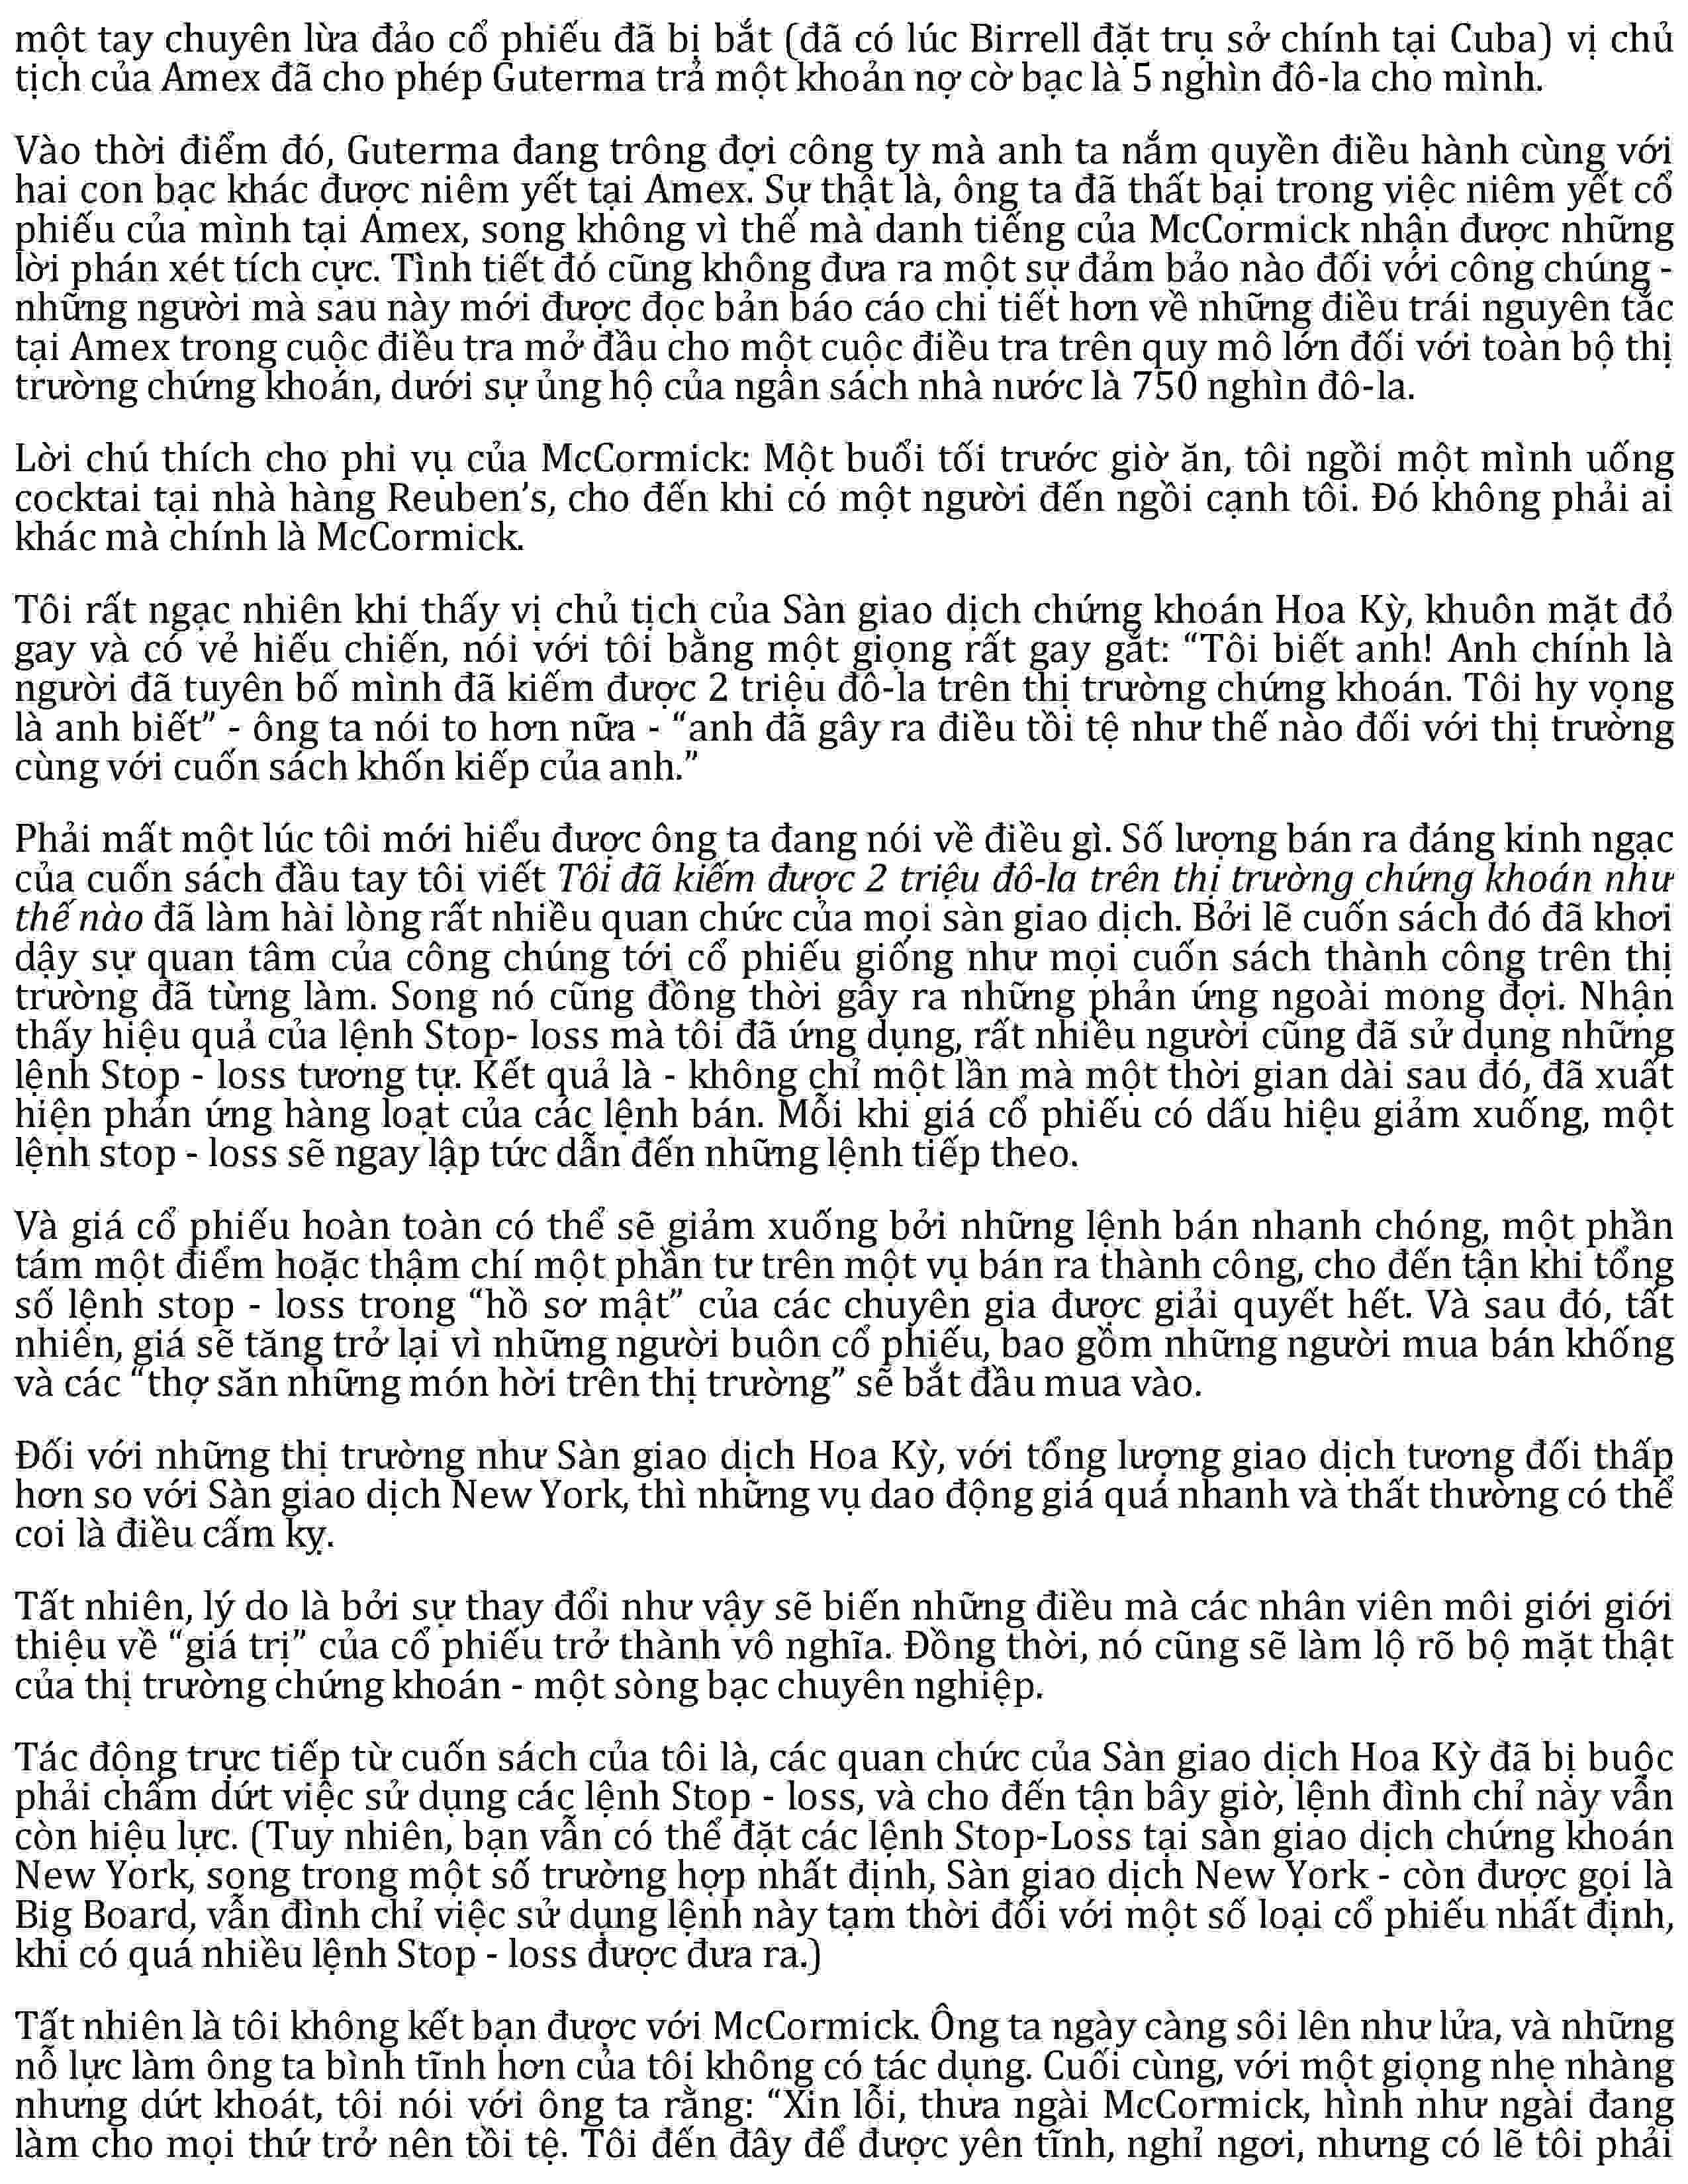 một tay chuyên lừa đảo cổ phiếu đã bị bắt (đã có lúc Birrell đặt trụ sở chính tại Cuba) vị chủ
tịch của Amex đã cho phép Guterma trả một khoản nợ cờ bạc là 5 nghìn đô-la cho mình.
Vào thời điểm đó, Guterma đang trông đợi công ty mà anh ta nắm quyền điều hành cùng với
hai con bạc khác được niêm yết tại Amex. Sự thật là, ông ta đã thất bại trong việc niêm yết cổ
phiếu của mình tại Amex, song không vì thế mà danh tiếng của McCormick nhận được những
lời phán xét tích cực. Tình tiết đó cũng không đưa ra một sự đảm bảo nào đối với công chúng -
những người mà sau này mới được đọc bản báo cáo chi tiết hơn về những điều trái nguyên tắc
tại Amex trong cuộc điều tra mở đầu cho một cuộc điều tra trên quy mô lớn đối với toàn bộ thị
trường chứng khoán, dưới sự ủng hộ của ngân sách nhà nước là 750 nghìn đô-la.
Lời chú thích cho phi vụ của McCormick: Một buổi tối trước giờ ăn, tôi ngồi một mình uống
cocktai tại nhà hàng Reuben’s, cho đến khi có một người đến ngồi cạnh tôi. Đó không phải ai
khác mà chính là McCormick.
Tôi rất ngạc nhiên khi thấy vị chủ tịch của Sàn giao dịch chứng khoán Hoa Kỳ, khuôn mặt đỏ
gay và có vẻ hiếu chiến, nói với tôi bằng một giọng rất gay gắt: “Tôi biết anh! Anh chính là
người đã tuyên bố mình đã kiếm được 2 triệu đô-la trên thị trường chứng khoán. Tôi hy vọng
là anh biết” - ông ta nói to hơn nữa - “anh đã gây ra điều tồi tệ như thế nào đối với thị trường
cùng với cuốn sách khốn kiếp của anh.”
Phải mất một lúc tôi mới hiểu được ông ta đang nói về điều gì. Số lượng bán ra đáng kinh ngạc
của cuốn sách đầu tay tôi viết Tôi đã kiếm được 2 triệu đô-la trên thị trường chứng khoán như
thế nào đã làm hài lòng rất nhiều quan chức của mọi sàn giao dịch. Bởi lẽ cuốn sách đó đã khơi
dậy sự quan tâm của công chúng tới cổ phiếu giống như mọi cuốn sách thành công trên thị
trường đã từng làm. Song nó cũng đồng thời gây ra những phản ứng ngoài mong đợi. Nhận
thấy hiệu quả của lệnh Stop- loss mà tôi đã ứng dụng, rất nhiều người cũng đã sử dụng những
lệnh Stop - loss tương tự. Kết quả là - không chỉ một lần mà một thời gian dài sau đó, đã xuất
hiện phản ứng hàng loạt của các lệnh bán. Mỗi khi giá cổ phiếu có dấu hiệu giảm xuống, một
lệnh stop - loss sẽ ngay lập tức dẫn đến những lệnh tiếp theo.
Và giá cổ phiếu hoàn toàn có thể sẽ giảm xuống bởi những lệnh bán nhanh chóng, một phần
tám một điểm hoặc thậm chí một phần tư trên một vụ bán ra thành công, cho đến tận khi tổng
số lệnh stop - loss trong “hồ sơ mật” của các chuyên gia được giải quyết hết. Và sau đó, tất
nhiên, giá sẽ tăng trở lại vì những người buôn cổ phiếu, bao gồm những người mua bán khống
và các “thợ săn những món hời trên thị trường” sẽ bắt đầu mua vào.
Đối với những thị trường như Sàn giao dịch Hoa Kỳ, với tổng lượng giao dịch tương đối thấp
hơn so với Sàn giao dịch New York, thì những vụ dao động giá quá nhanh và thất thường có thể
coi là điều cấm kỵ.
Tất nhiên, lý do là bởi sự thay đổi như vậy sẽ biến những điều mà các nhân viên môi giới giới
thiệu về “giá trị” của cổ phiếu trở thành vô nghĩa. Đồng thời, nó cũng sẽ làm lộ rõ bộ mặt thật
của thị trường chứng khoán - một sòng bạc chuyên nghiệp.
Tác động trực tiếp từ cuốn sách của tôi là, các quan chức của Sàn giao dịch Hoa Kỳ đã bị buộc
phải chấm dứt việc sử dụng các lệnh Stop - loss, và cho đến tận bây giờ, lệnh đình chỉ này vẫn
còn hiệu lực. (Tuy nhiên, bạn vẫn có thể đặt các lệnh Stop-Loss tại sàn giao dịch chứng khoán
New York, song trong một số trường hợp nhất định, Sàn giao dịch New York - còn được gọi là
Big Board, vẫn đình chỉ việc sử dụng lệnh này tạm thời đối với một số loại cổ phiếu nhất định,
khi có quá nhiều lệnh Stop - loss được đưa ra.)
Tất nhiên là tôi không kết bạn được với McCormick. Ông ta ngày càng sôi lên như lửa, và những
nỗ lực làm ông ta bình tĩnh hơn của tôi không có tác dụng. Cuối cùng, với một giọng nhẹ nhàng
nhưng dứt khoát, tôi nói với ông ta rằng: “Xin lỗi, thưa ngài McCormick, hình như ngài đang
làm cho mọi thứ trở nên tồi tệ. Tôi đến đây để được yên tĩnh, nghỉ ngơi, nhưng có lẽ tôi phải